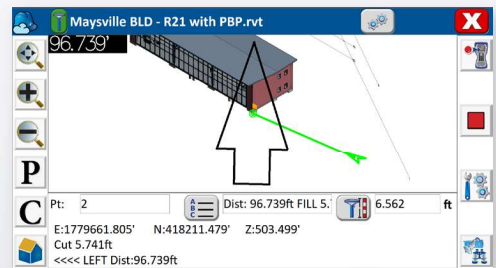 Maysville BLD - R21 with PBP.rvt
X
96.739'
P
Pt: 2 ABC Dist: 96.739ft FILL 5. 6.562 ft
C
E:1779661.805' N:418211.479' Z:503.499'
Cut 5.741ft
<<<< LEFT Dist:96.739ft